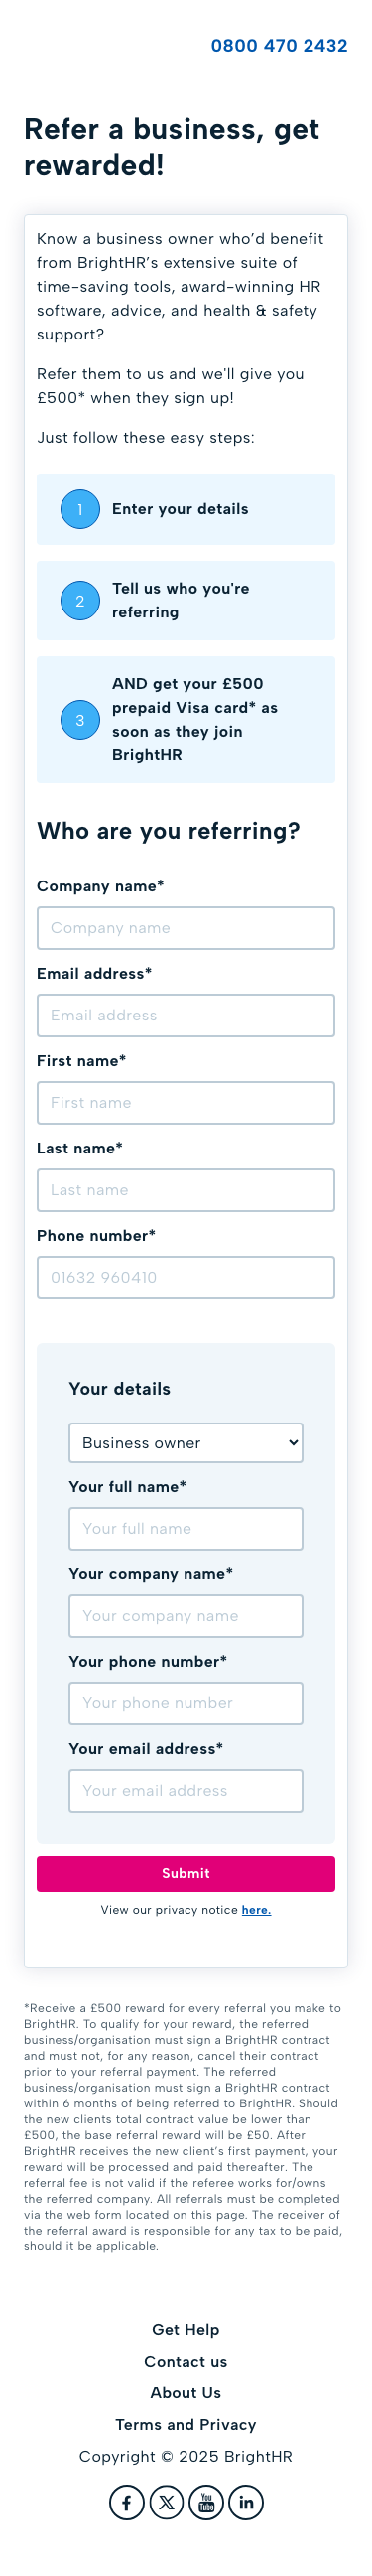 0800 470 2432
Refer a business, get
rewarded!
Know a business owner who’d benefit
from BrightHR’s extensive suite of
time-saving tools, award-winning HR
software, advice, and health & safety
support?
Refer them to us and we'll give you
£500* when they sign up!
Just follow these easy steps:
1 Enter your details
2 Tell us who you're
referring
3 AND get your £500
prepaid Visa card* as
soon as they join
BrightHR
Who are you referring?
Company name*
Company name
Email address*
Email address
First name*
First name
Last name*
Last name
Phone number*
01632 960410
Your details
Business owner
Your full name*
Your full name
Your company name*
Your company name
Your phone number*
Your phone number
Your email address*
Your email address
Submit
View our privacy notice here.
*Receive a £500 reward for every referral you make to
BrightHR. To qualify for your reward, the referred
business/organisation must sign a BrightHR contract
and must not, for any reason, cancel their contract
prior to your referral payment. The referred
business/organisation must sign a BrightHR contract
within 6 months of being referred to BrightHR. Should
the new clients total contract value be lower than
£500, the base referral reward will be £50. After
BrightHR receives the new client’s first payment, your
reward will be processed and paid thereafter. The
referral fee is not valid if the referee works for/owns
the referred company. All referrals must be completed
via the web form located on this page. The receiver of
the referral award is responsible for any tax to be paid,
should it be applicable.
Get Help
Contact us
About Us
Terms and Privacy
Copyright © 2025 BrightHR
f X You Tube in